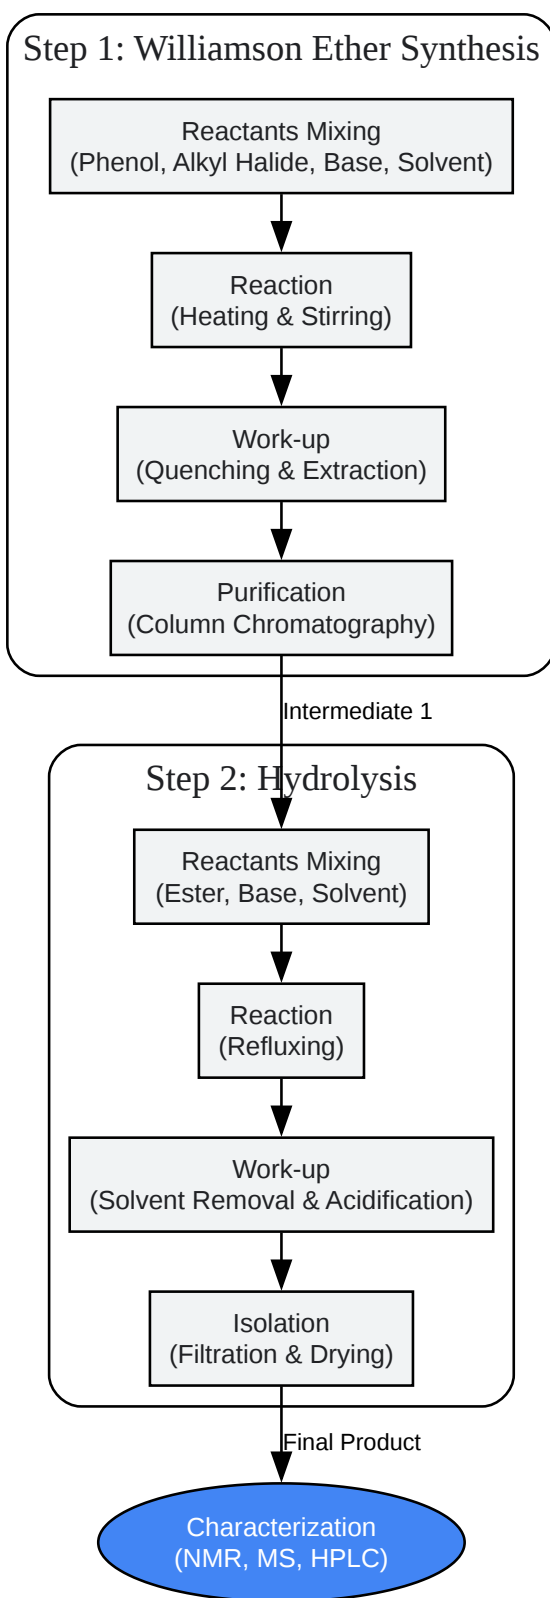 Step 1: Williamson Ether Synthesis
Reactants Mixing
(Phenol, Alkyl Halide, Base, Solvent)
Reaction
(Heating & Stirring)
Work-up
(Quenching & Extraction)
Purification
(Column Chromatography)
Intermediate 1
Step 2: Hydrolysis
Reactants Mixing
(Ester, Base, Solvent)
Reaction
(Refluxing)
Work-up
(Solvent Removal & Acidification)
Isolation
(Filtration & Drying)
Final Product
Characterization
(NMR, MS, HPLC)